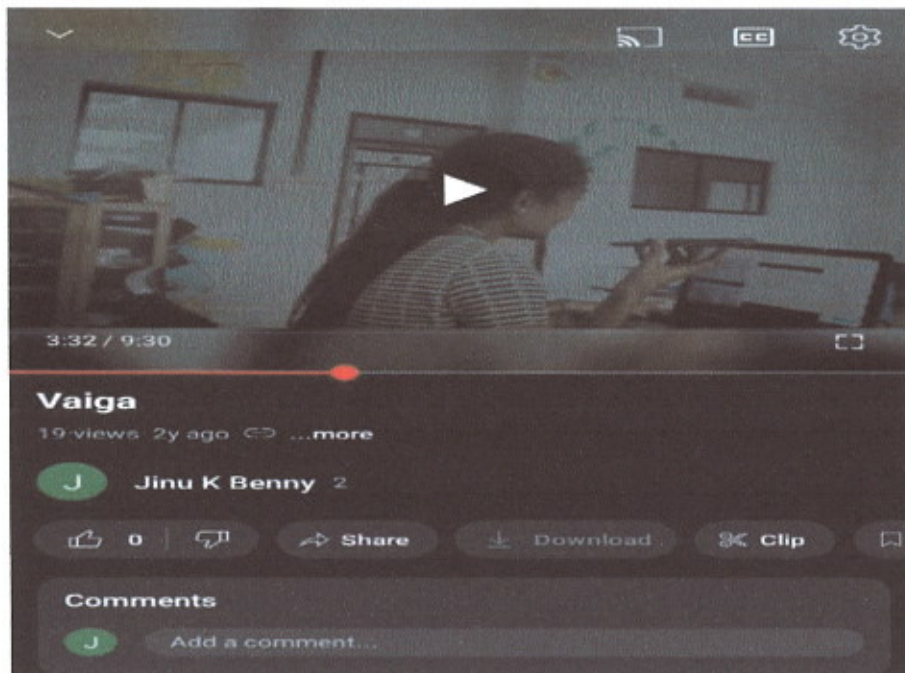 CC
3:32 / 9:30
Vaiga
19 views 2y ago ...more
J Jinu K Benny 2
0 Share Download Clip
Comments
J Add a comment...